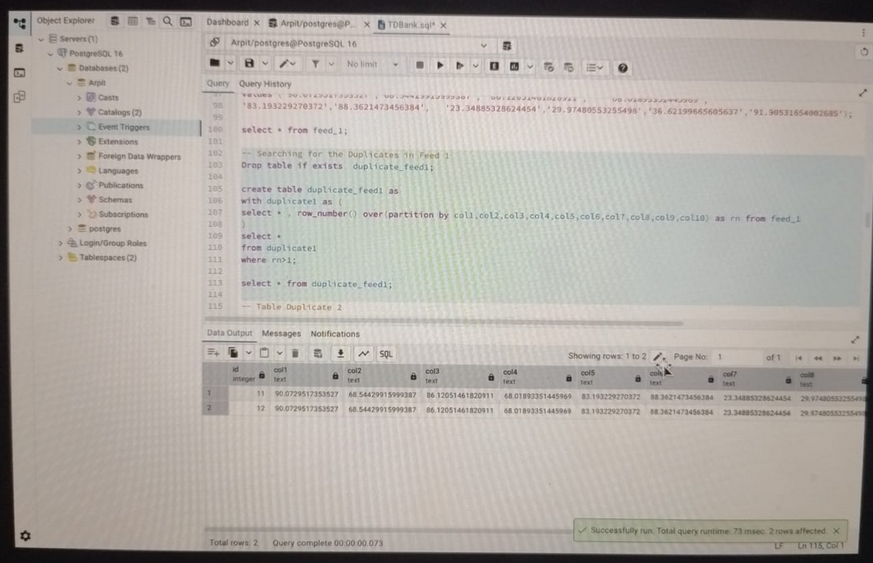 Object Explorer
Dashboard
Arpit/postgres@P...
TDBank.sql*
Servers (1)
PostgreSQL 16
Databases (2)
Arpit
Casts
Catalogs (2)
Event Triggers
Extensions
Foreign Data Wrappers
Languages
Publications
Schemas
Subscriptions
postgres
Login/Group Roles
Tablespaces (2)
Arpit/postgres@PostgreSQL 16
No limit
Query Query History
99 '83.193229270372','88.3621473456384', '23.34885328624454','29.97480553255498','36.62199665605637','91.90531654002685');
100 select * from feed_1;
101
102 -- Searching for the Duplicates in Feed 1
103 Drop table if exists duplicate_feed1;
104
105 create table duplicate_feed1 as
106 with duplicate1 as (
107 select * , row_number() over(partition by col1,col2,col3,col4,col5,col6,col7,col8,col9,col10) as rn from feed_1
108 )
109 select *
110 from duplicate1
111 where rn>1;
112
113 select * from duplicate_feed1;
114
115 -- Table Duplicate 2
Data Output Messages Notifications
SQL
Showing rows: 1 to 2
Page No: 1 of 1
id integer
col1 text
col2 text
col3 text
col4 text
col5 text
col7 text
col8 text
1 11 90.0729517353527 68.54429915999387 86.12051461820911 68.01893351445969 83.193229270372 88.3621473456384 23.34885328624454
2 12 90.0729517353527 68.54429915999387 86.12051461820911 68.01893351445969 83.193229270372 88.3621473456384 23.34885328624454
Successfully run. Total query runtime: 73 msec. 2 rows affected.
Total rows: 2 Query complete 00:00:00.073
LF Ln 115, Col 1